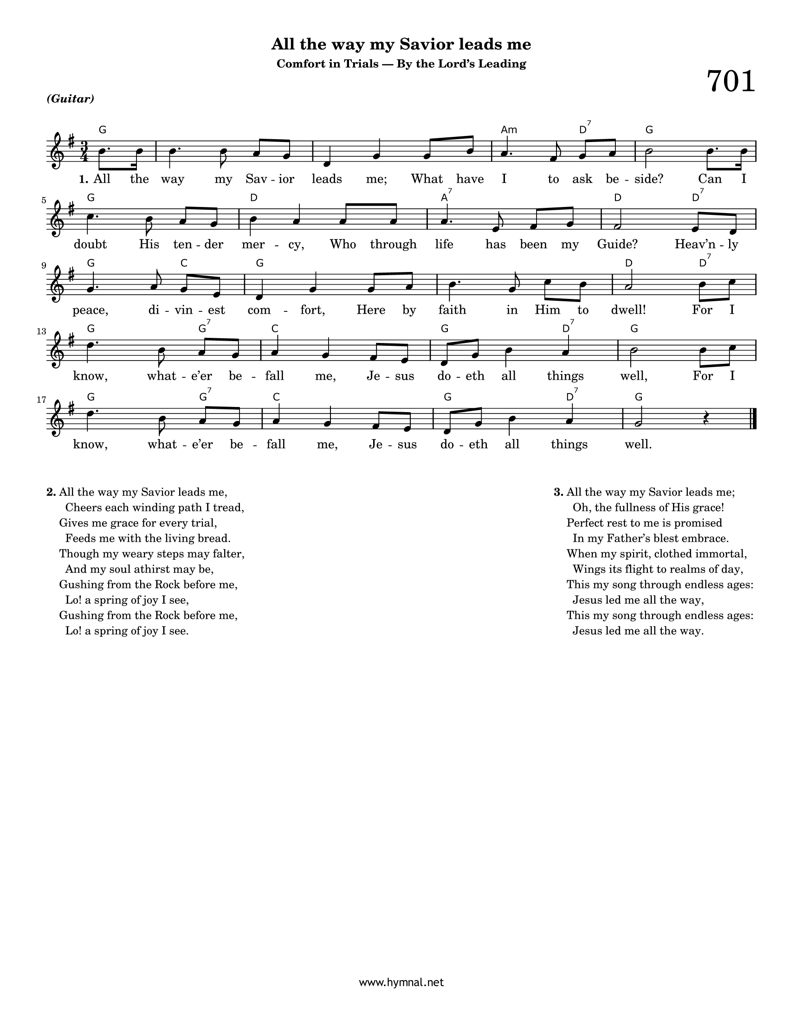 All the way my Savior leads me
Comfort in Trials — By the Lord's Leading
701
(Guitar)
G Am D7 G
1. All the way my Sav - ior leads me; What have I to ask be - side? Can I
5
G D A7 D D7
doubt His ten - der mer - cy, Who through life has been my Guide? Heav'n - ly
9
G C G D D7
peace, di - vin - est com - fort, Here by faith in Him to dwell! For I
13
G G7 C G D7 G
know, what - e'er be - fall me, Je - sus do - eth all things well, For I
17
G G7 C G D7 G
know, what - e'er be - fall me, Je - sus do - eth all things well.
2. All the way my Savior leads me,
Cheers each winding path I tread,
Gives me grace for every trial,
Feeds me with the living bread.
Though my weary steps may falter,
And my soul athirst may be,
Gushing from the Rock before me,
Lo! a spring of joy I see,
Gushing from the Rock before me,
Lo! a spring of joy I see.
3. All the way my Savior leads me;
Oh, the fullness of His grace!
Perfect rest to me is promised
In my Father's blest embrace.
When my spirit, clothed immortal,
Wings its flight to realms of day,
This my song through endless ages:
Jesus led me all the way,
This my song through endless ages:
Jesus led me all the way.
www.hymnal.net